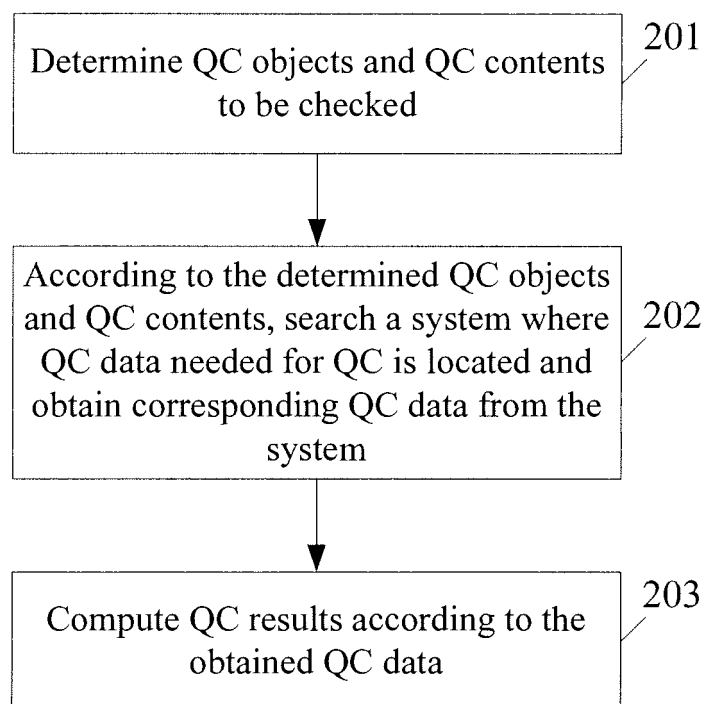 Determine QC objects and QC contents
to be checked
201
According to the determined QC objects
and QC contents, search a system where
QC data needed for QC is located and
obtain corresponding QC data from the
system
202
Compute QC results according to the
obtained QC data
203